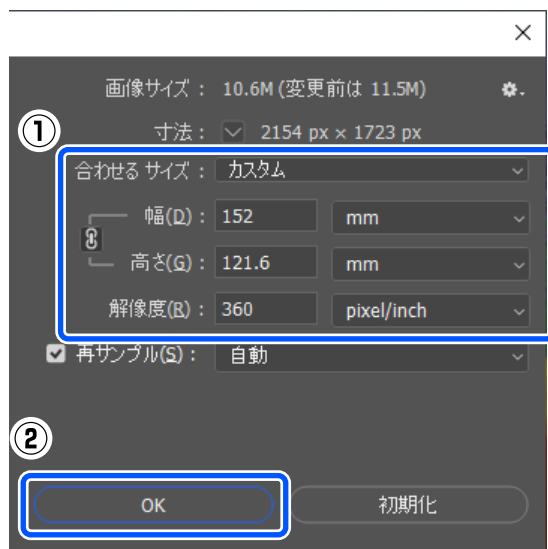 画像サイズ： 10.6M (変更前は 11.5M)
①
寸法： 2154 px × 1723 px
合わせる サイズ： カスタム
幅(D)： 152 mm
高さ(G)： 121.6 mm
解像度(R)： 360 pixel/inch
再サンプル(S)： 自動
②
OK 初期化